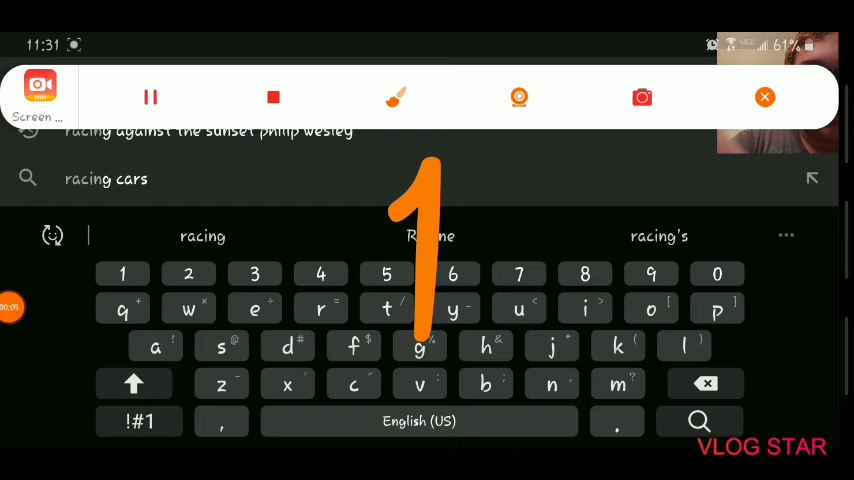 11:31 61%
Screen ...
racing against the sunset philip wesley
racing cars
racing racing's
1 2 3 4 5 6 7 8 9 0
1
q + w × e ÷ r = t / y _ u < i > o [ p ]
00:05
a ! s @ d # f $ g % h & j * k ( l )
z - x ' c " v : b ; n , m ?
!#1 , English (US) .
VLOG STAR